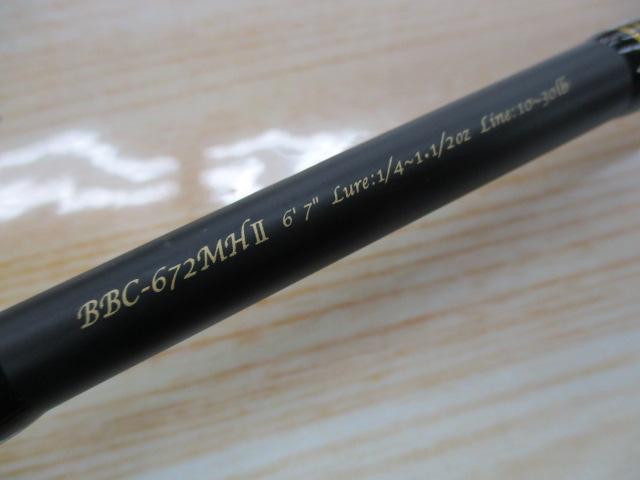 BBC-672MHⅡ 6' 7" Lure:1/4~1・1/2oz Line:10~30lb